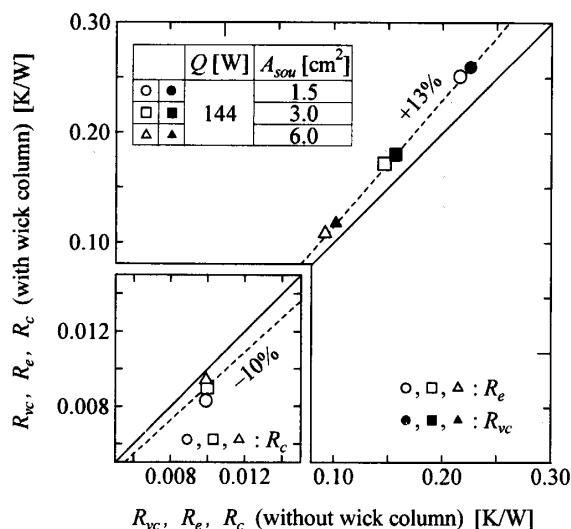 0.30
0.20
0.10
Q [W] A_sou [cm²]
○ ● 144 1.5
□ ■ 3.0
△ ▲ 6.0
+13%
0.012
0.008
−10%
○, □, △ : R_c
○, □, △ : R_e
●, ■, ▲ : R_vc
0.008 0.012 0.10 0.20 0.30
R_vc, R_e, R_c (without wick column) [K/W]
R_vc, R_e, R_c (with wick column) [K/W]